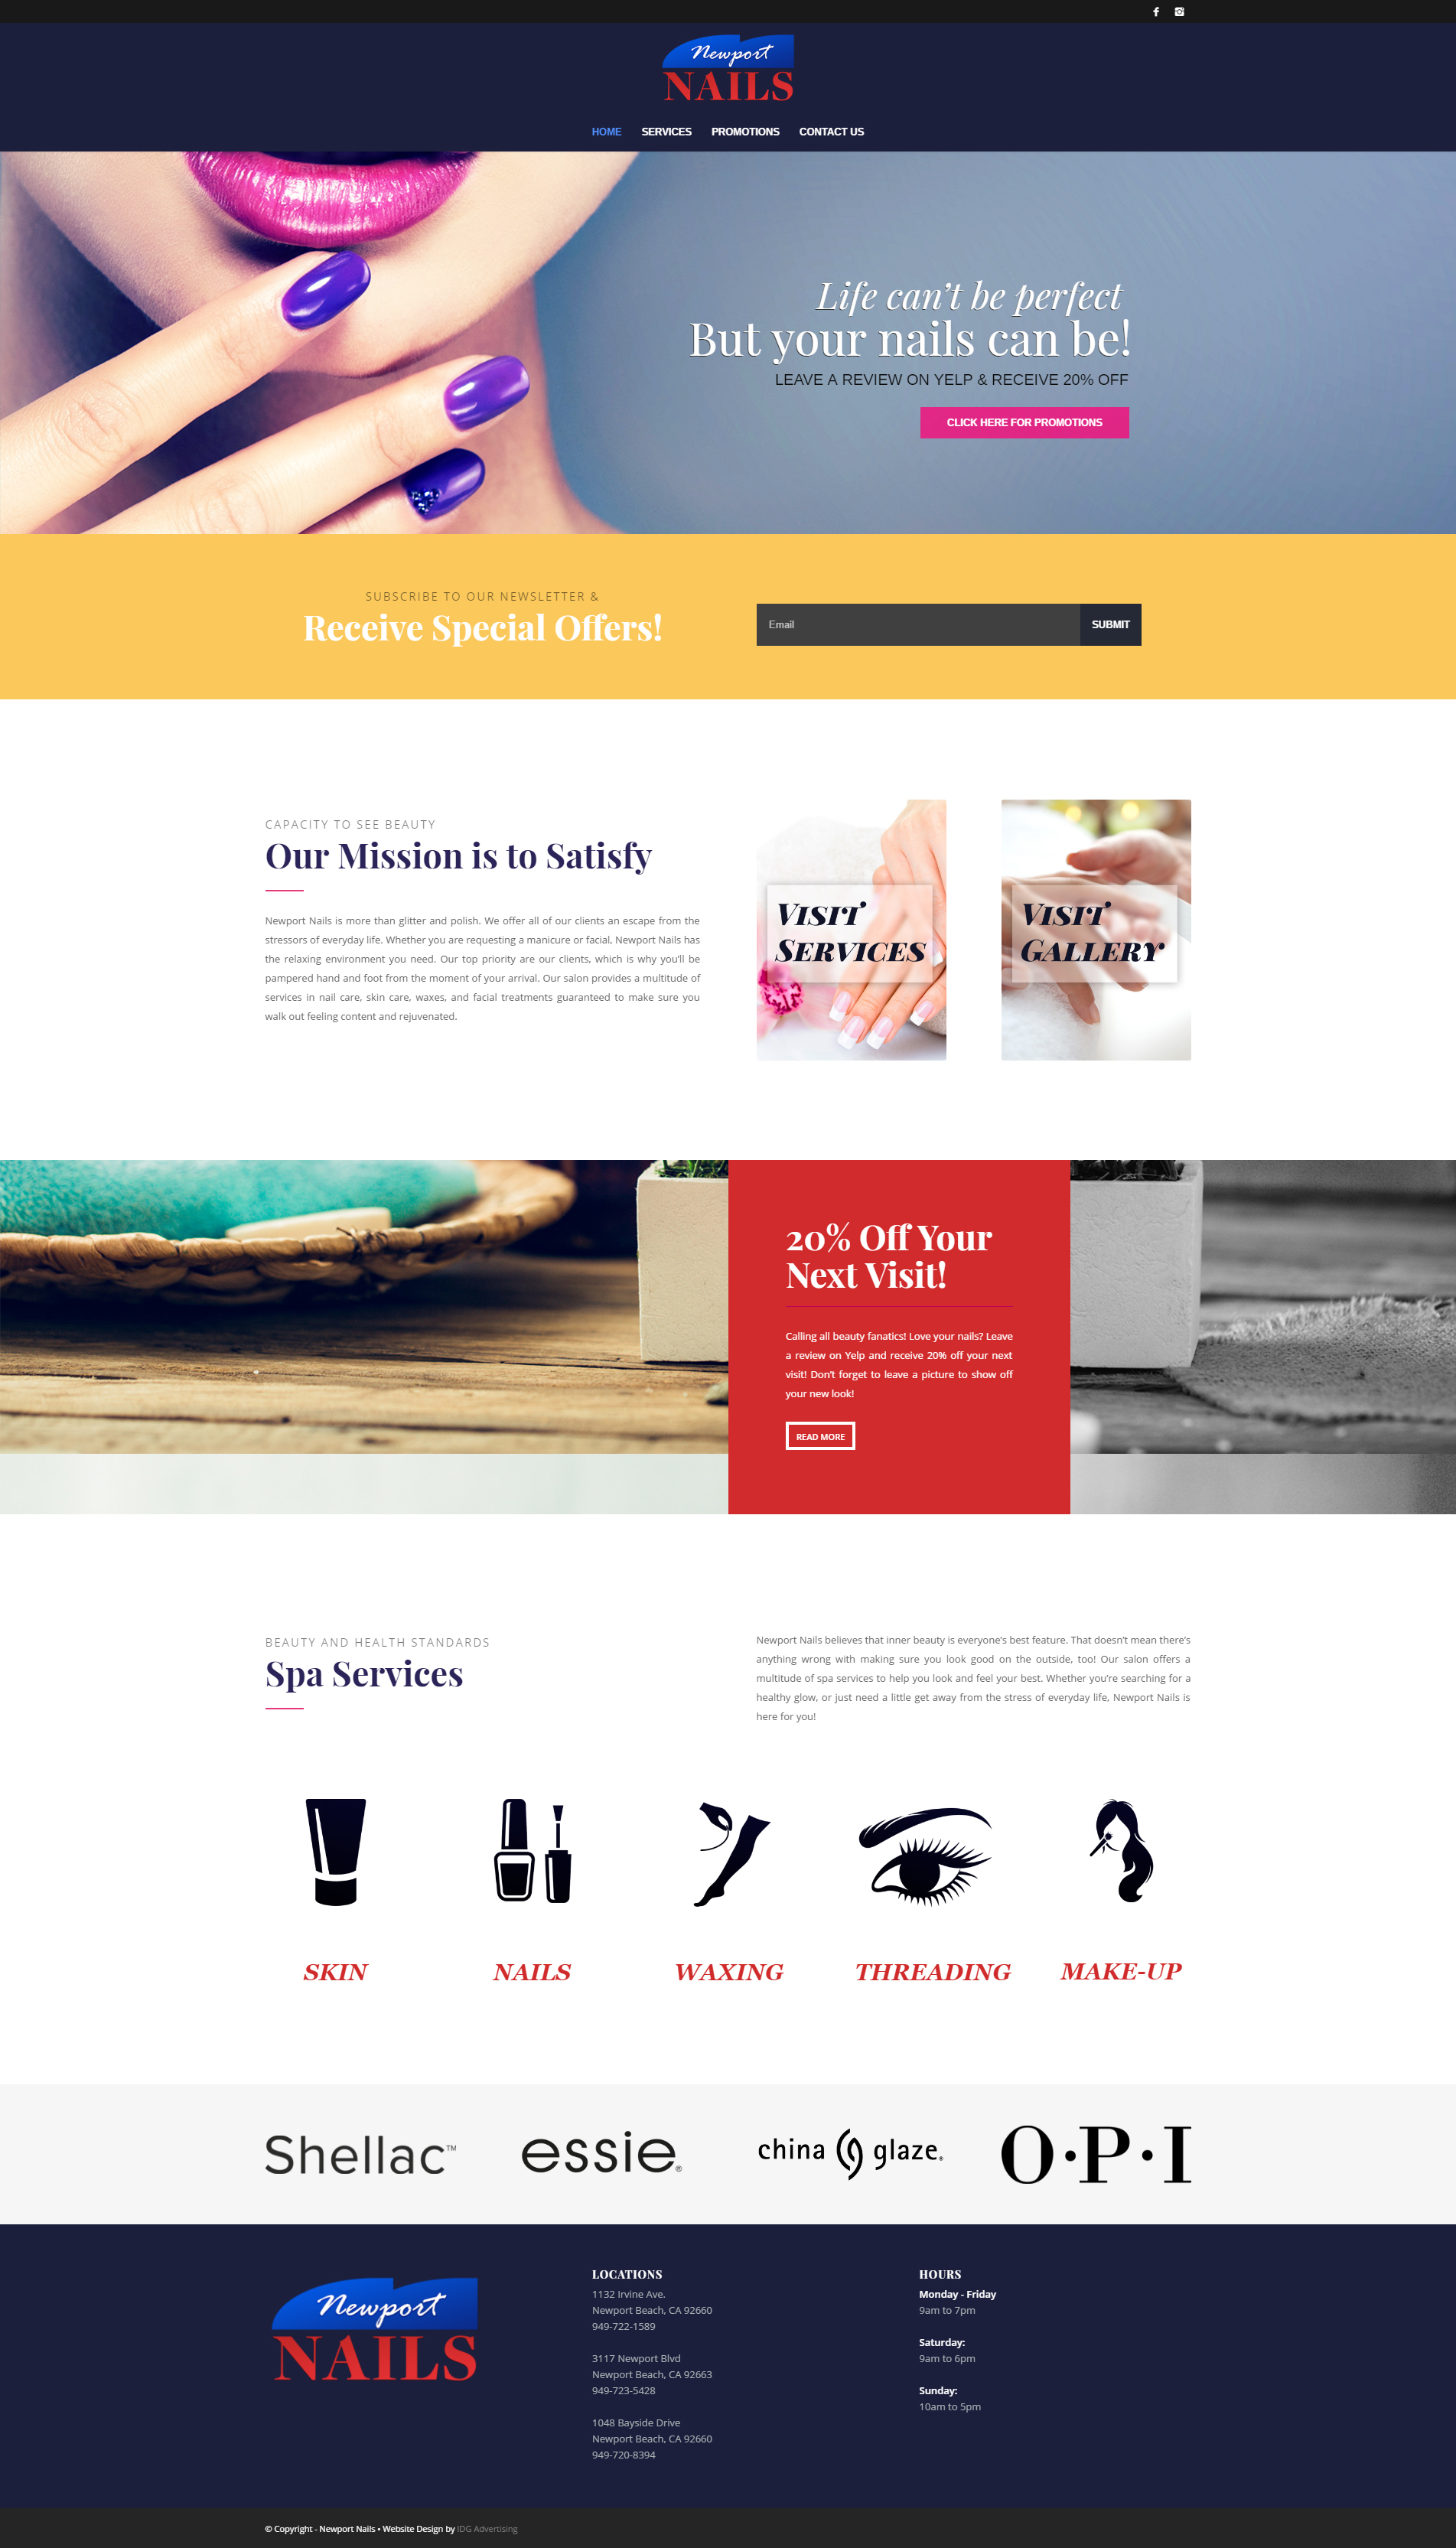 Newport
NAILS
HOME SERVICES PROMOTIONS CONTACT US
Life can't be perfect
But your nails can be!
LEAVE A REVIEW ON YELP & RECEIVE 20% OFF
CLICK HERE FOR PROMOTIONS
SUBSCRIBE TO OUR NEWSLETTER &
Receive Special Offers!
Email
SUBMIT
CAPACITY TO SEE BEAUTY
Our Mission is to Satisfy
Newport Nails is more than glitter and polish. We offer all of our clients an escape from the
stressors of everyday life. Whether you are requesting a manicure or facial, Newport Nails has
the relaxing environment you need. Our top priority are our clients, which is why you'll be
pampered hand and foot from the moment of your arrival. Our salon provides a multitude of
services in nail care, skin care, waxes, and facial treatments guaranteed to make sure you
walk out feeling content and rejuvenated.
VISIT
SERVICES
VISIT
GALLERY
20% Off Your
Next Visit!
Calling all beauty fanatics! Love your nails? Leave
a review on Yelp and receive 20% off your next
visit! Don't forget to leave a picture to show off
your new look!
READ MORE
BEAUTY AND HEALTH STANDARDS
Spa Services
Newport Nails believes that inner beauty is everyone's best feature. That doesn't mean there's
anything wrong with making sure you look good on the outside, too! Our salon offers a
multitude of spa services to help you look and feel your best. Whether you're searching for a
healthy glow, or just need a little get away from the stress of everyday life, Newport Nails is
here for you!
SKIN
NAILS
WAXING
THREADING
MAKE-UP
Shellac™
essie®
china glaze®
O·P·I
Newport
NAILS
LOCATIONS
1132 Irvine Ave.
Newport Beach, CA 92660
949-722-1589
3117 Newport Blvd
Newport Beach, CA 92663
949-723-5428
1048 Bayside Drive
Newport Beach, CA 92660
949-720-8394
HOURS
Monday - Friday
9am to 7pm
Saturday:
9am to 6pm
Sunday:
10am to 5pm
© Copyright - Newport Nails • Website Design by IDG Advertising